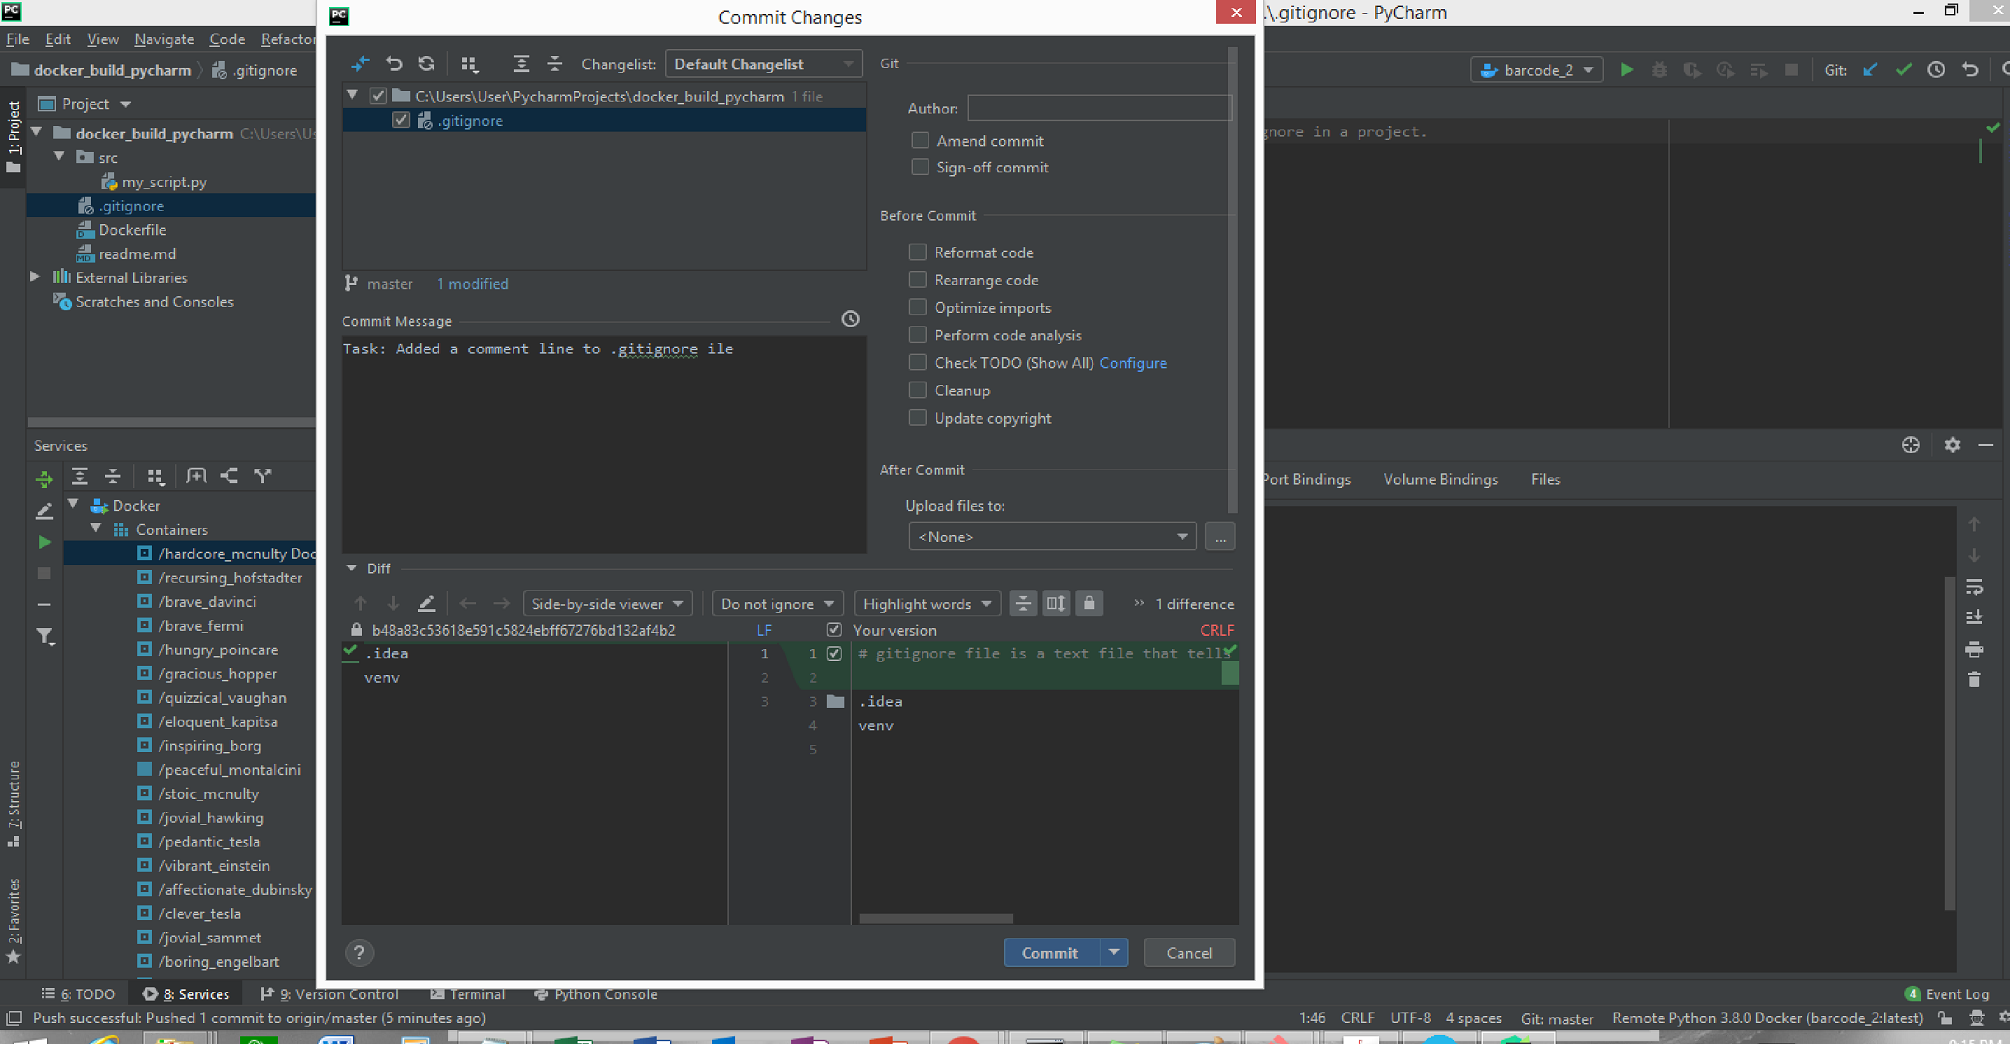 PC
PC
Commit Changes
.\.gitignore - PyCharm
File Edit View Navigate Code Refactor
docker_build_pycharm .gitignore
barcode_2
Git:
1: Project
Project
docker_build_pycharm C:\Users\Us
src
my_script.py
.gitignore
Dockerfile
readme.md
External Libraries
Scratches and Consoles
Changelist: Default Changelist
C:\Users\User\PycharmProjects\docker_build_pycharm 1 file
.gitignore
master 1 modified
Commit Message
Task: Added a comment line to .gitignore ile
Git
Author:
Amend commit
Sign-off commit
Before Commit
Reformat code
Rearrange code
Optimize imports
Perform code analysis
Check TODO (Show All) Configure
Cleanup
Update copyright
After Commit
Upload files to:
<None>
...
gnore in a project.
Port Bindings Volume Bindings Files
Services
Docker
Containers
/hardcore_mcnulty Doc
/recursing_hofstadter
/brave_davinci
/brave_fermi
/hungry_poincare
/gracious_hopper
/quizzical_vaughan
/eloquent_kapitsa
/inspiring_borg
/peaceful_montalcini
/stoic_mcnulty
/jovial_hawking
/pedantic_tesla
/vibrant_einstein
/affectionate_dubinsky
/clever_tesla
/jovial_sammet
/boring_engelbart
7: Structure
2: Favorites
Diff
Side-by-side viewer Do not ignore Highlight words 1 difference
b48a83c53618e591c5824ebff67276bd132af4b2 LF Your version CRLF
.idea 1 1 # gitignore file is a text file that tells
venv 2 2
3 3 .idea
4 venv
5
? Commit Cancel
6: TODO 8: Services 9: Version Control Terminal Python Console 4 Event Log
Push successful: Pushed 1 commit to origin/master (5 minutes ago) 1:46 CRLF UTF-8 4 spaces Git: master Remote Python 3.8.0 Docker (barcode_2:latest)